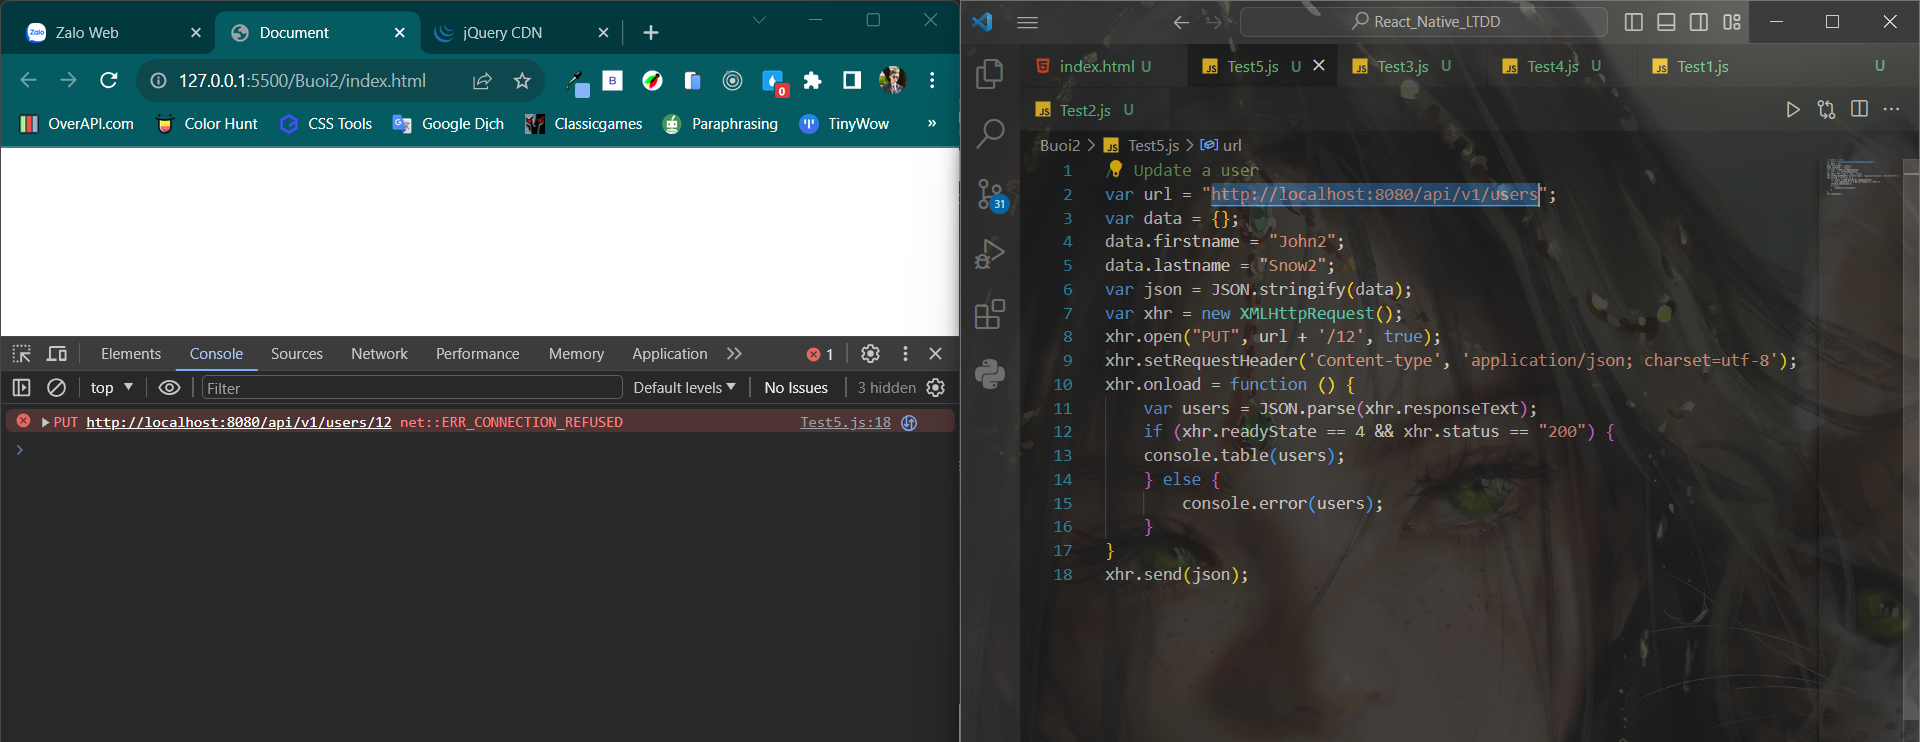 Zalo Web
Document
jQuery CDN
127.0.0.1:5500/Buoi2/index.html
B
0
OverAPI.com
Color Hunt
CSS Tools
Google Dịch
Classicgames
Paraphrasing
TinyWow
»
Elements
Console
Sources
Network
Performance
Memory
Application
1
top
Filter
Default levels
No Issues
3 hidden
PUT http://localhost:8080/api/v1/users/12 net::ERR_CONNECTION_REFUSED
Test5.js:18
React_Native_LTDD
index.html U
JS Test5.js U
JS Test3.js U
JS Test4.js U
JS Test1.js U
JS Test2.js U
Buoi2 > JS Test5.js > url
31
1 / Update a user
2 var url = "http://localhost:8080/api/v1/users";
3 var data = {};
4 data.firstname = "John2";
5 data.lastname = "Snow2";
6 var json = JSON.stringify(data);
7 var xhr = new XMLHttpRequest();
8 xhr.open("PUT", url + '/12', true);
9 xhr.setRequestHeader('Content-type', 'application/json; charset=utf-8');
10 xhr.onload = function () {
11 var users = JSON.parse(xhr.responseText);
12 if (xhr.readyState == 4 && xhr.status == "200") {
13 console.table(users);
14 } else {
15 console.error(users);
16 }
17 }
18 xhr.send(json);